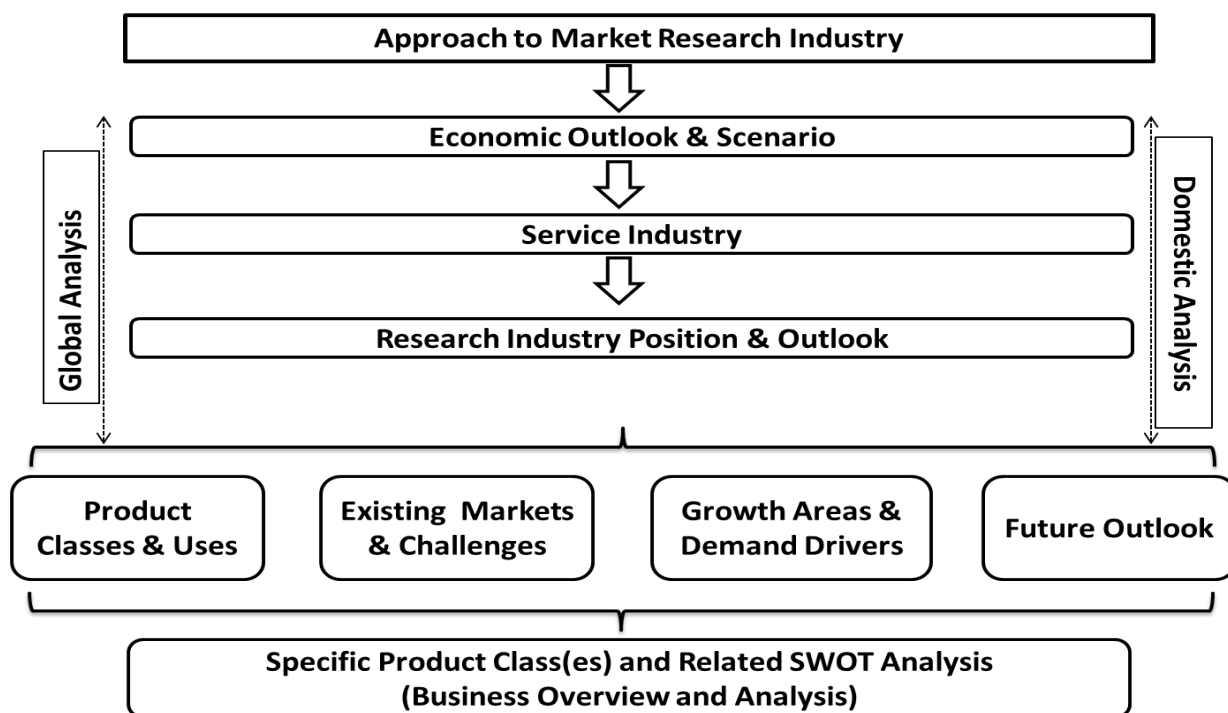 Approach to Market Research Industry
Economic Outlook & Scenario
Service Industry
Research Industry Position & Outlook
Global Analysis
Domestic Analysis
Product
Classes & Uses
Existing Markets
& Challenges
Growth Areas &
Demand Drivers
Future Outlook
Specific Product Class(es) and Related SWOT Analysis
(Business Overview and Analysis)